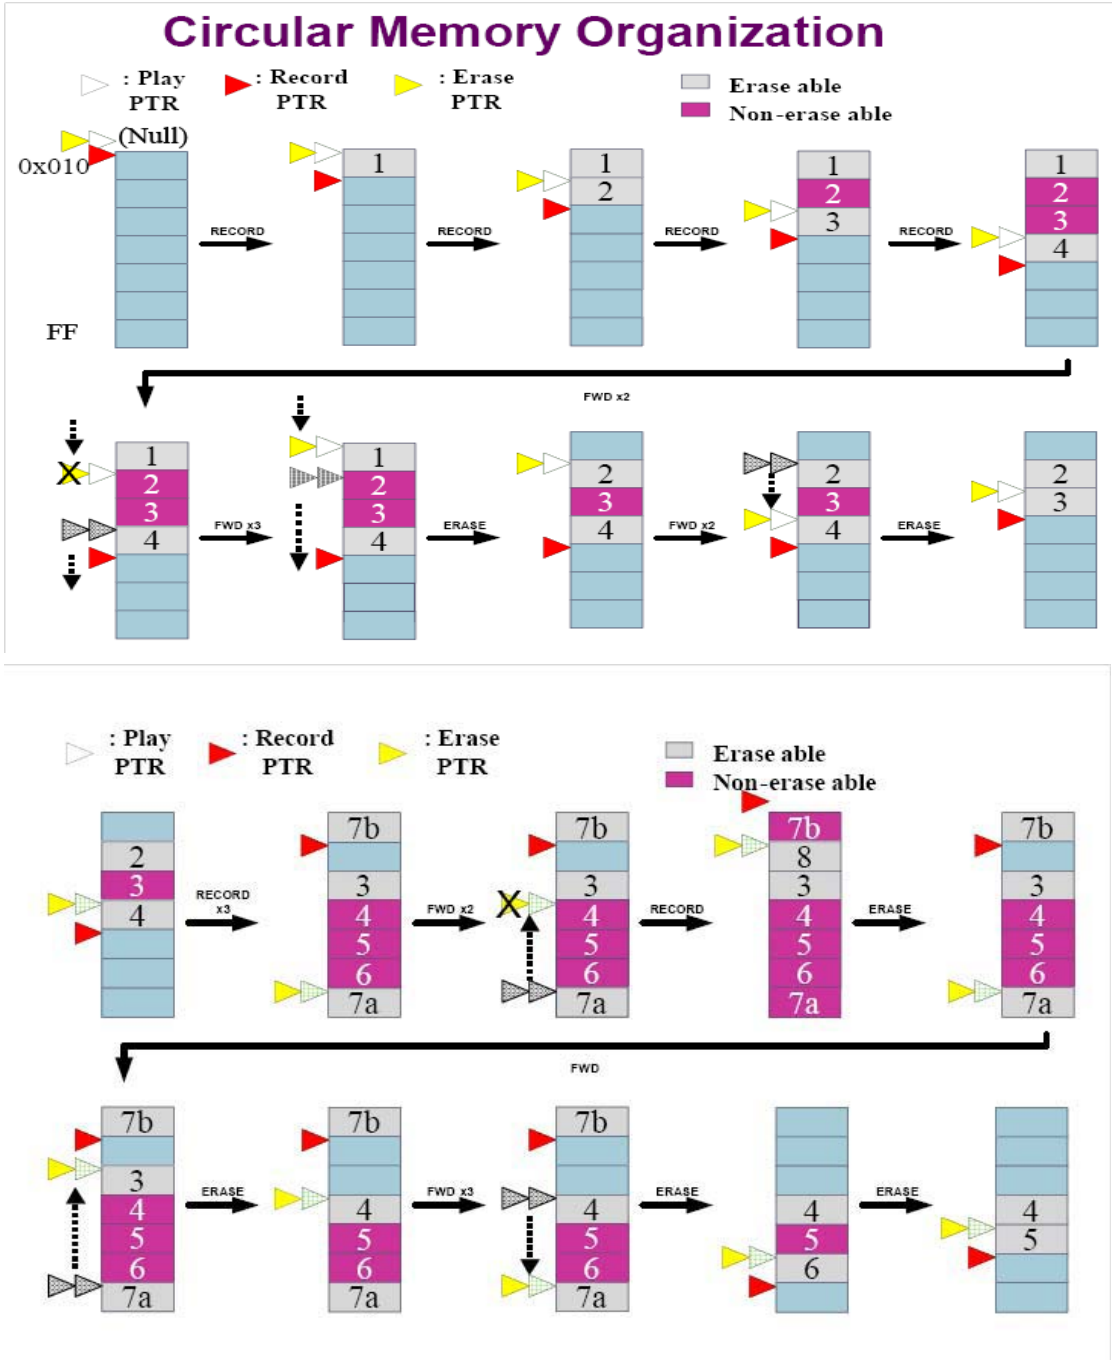 Circular Memory Organization
: Play PTR
: Record PTR
: Erase PTR
Erase able
Non-erase able
(Null)
0x010
FF
1
1
2
1
2
3
1
2
3
4
RECORD
RECORD
RECORD
RECORD
FWD x2
1
2
3
4
1
2
3
4
2
3
4
2
3
4
2
3
X
FWD x3
ERASE
FWD x2
ERASE
: Play PTR
: Record PTR
: Erase PTR
Erase able
Non-erase able
2
3
4
7b
3
4
5
6
7a
7b
3
4
5
6
7a
7b
8
3
4
5
6
7a
7b
3
4
5
6
7a
X
RECORD x3
FWD x2
RECORD
ERASE
FWD
7b
3
4
5
6
7a
7b
4
5
6
7a
7b
4
5
6
7a
4
5
6
4
5
ERASE
FWD x3
ERASE
ERASE